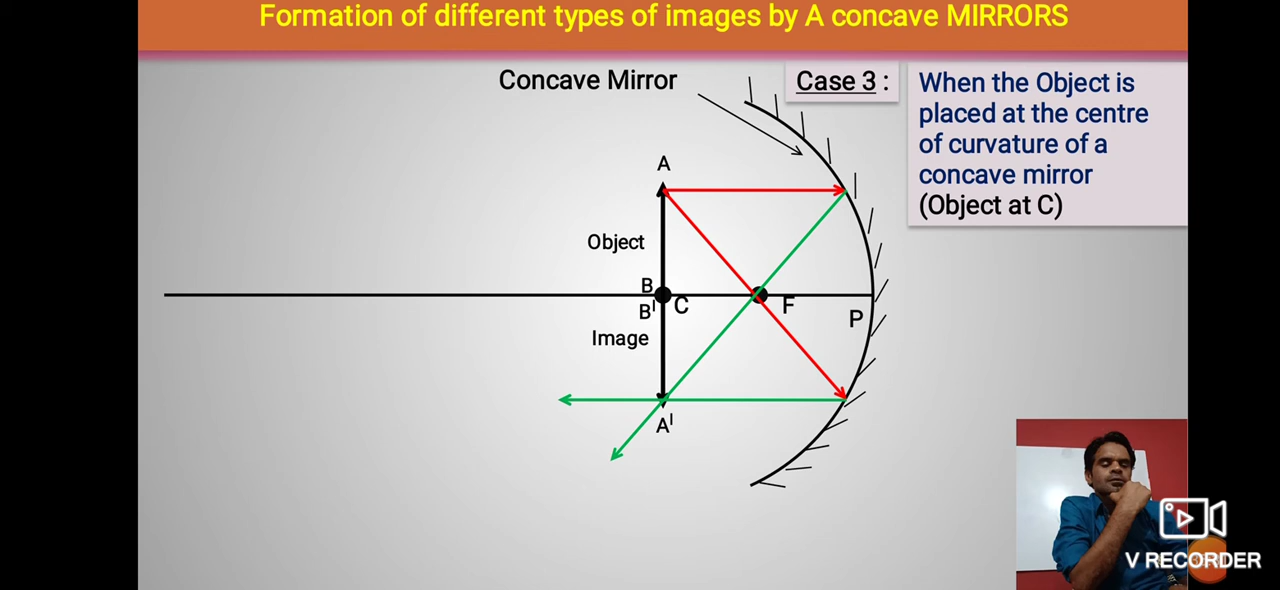 Formation of different types of images by A concave MIRRORS
Concave Mirror
Case 3 :
When the Object is
placed at the centre
of curvature of a
concave mirror
(Object at C)
A
Object
B
B' C
F
P
Image
A'
V RECORDER